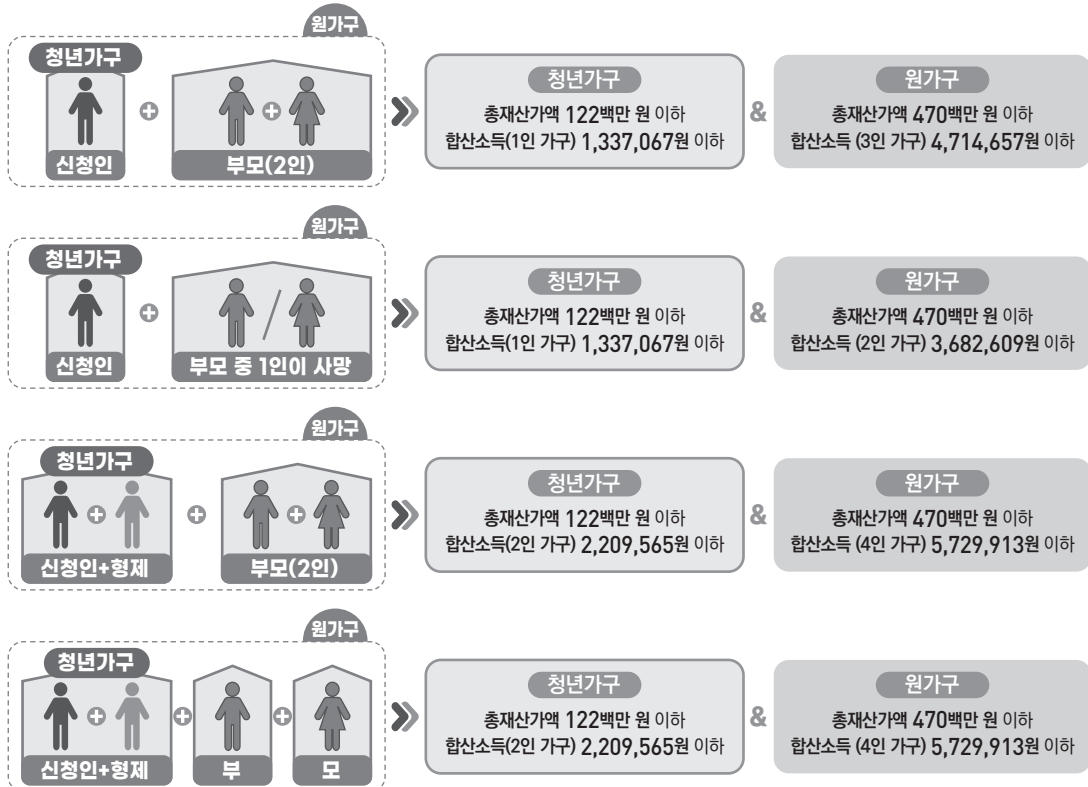 원가구
청년가구
신청인
부모(2인)
청년가구
총재산가액 122백만 원 이하
합산소득(1인 가구) 1,337,067원 이하
&
원가구
총재산가액 470백만 원 이하
합산소득 (3인 가구) 4,714,657원 이하
원가구
청년가구
신청인
부모 중 1인이 사망
청년가구
총재산가액 122백만 원 이하
합산소득(1인 가구) 1,337,067원 이하
&
원가구
총재산가액 470백만 원 이하
합산소득 (2인 가구) 3,682,609원 이하
원가구
청년가구
신청인+형제
부모(2인)
청년가구
총재산가액 122백만 원 이하
합산소득(2인 가구) 2,209,565원 이하
&
원가구
총재산가액 470백만 원 이하
합산소득 (4인 가구) 5,729,913원 이하
원가구
청년가구
신청인+형제
부
모
청년가구
총재산가액 122백만 원 이하
합산소득(2인 가구) 2,209,565원 이하
&
원가구
총재산가액 470백만 원 이하
합산소득 (4인 가구) 5,729,913원 이하